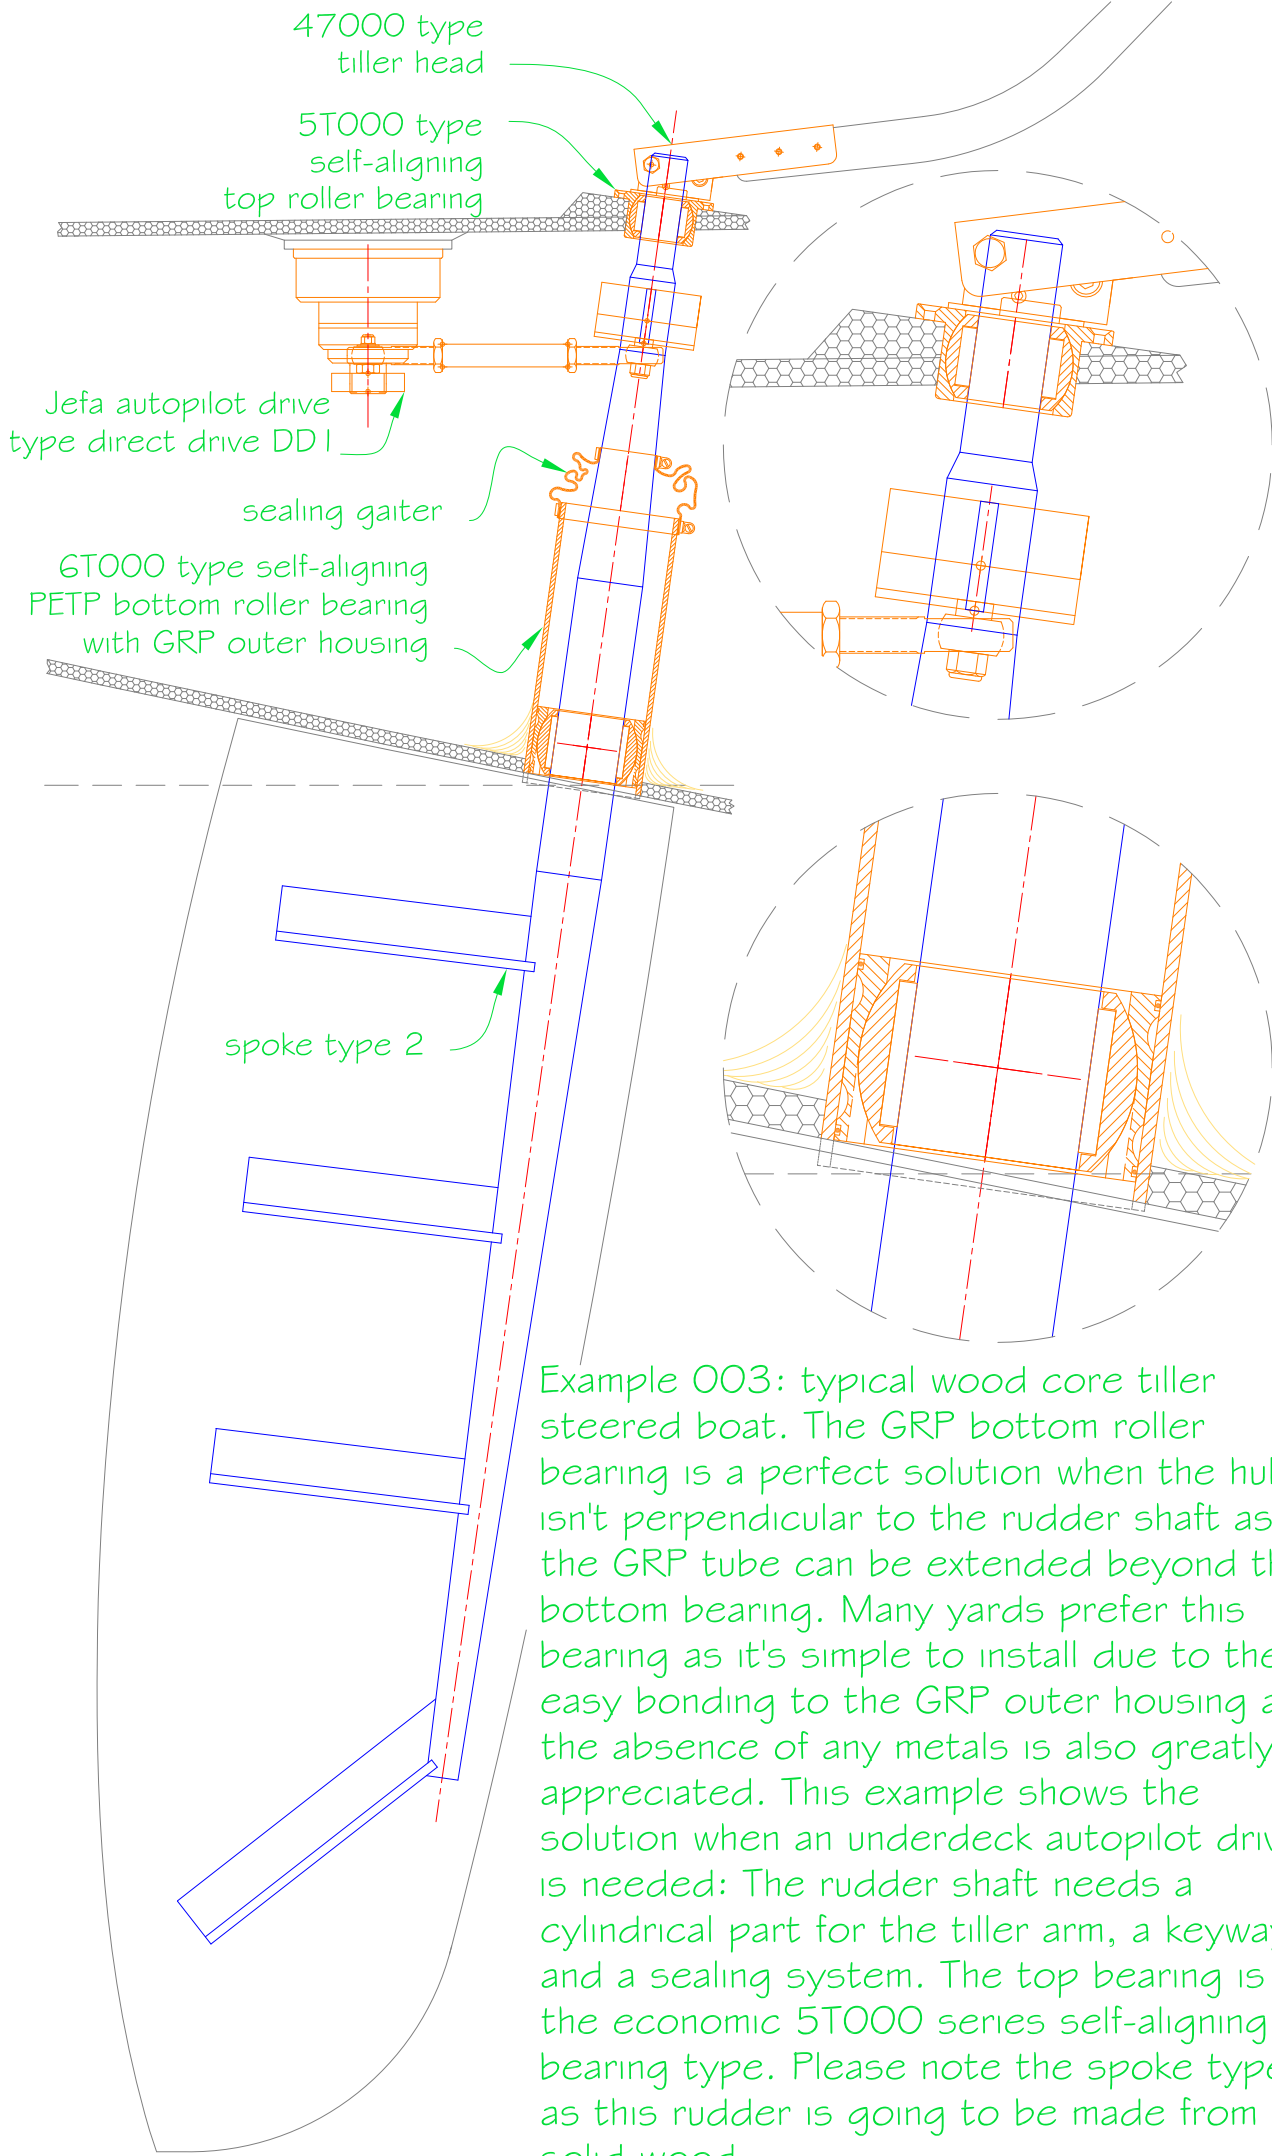 47000 type
tiller head
5T000 type
self-aligning
top roller bearing
Jefa autopilot drive
type direct drive DD1
sealing gaiter
6T000 type self-aligning
PETP bottom roller bearing
with GRP outer housing
spoke type 2
Example 003: typical wood core tiller
steered boat. The GRP bottom roller
bearing is a perfect solution when the
isn't perpendicular to the rudder shaft as
the GRP tube can be extended beyond
bottom bearing. Many yards prefer this
bearing as it's simple to install due to the
easy bonding to the GRP outer housing
the absence of any metals is also greatly
appreciated. This example shows the
solution when an underdeck autopilot
is needed: The rudder shaft needs a
cylindrical part for the tiller arm, a keyway
and a sealing system. The top bearing is
the economic 5T000 series self-aligning
bearing type. Please note the spoke type
as this rudder is going to be made from
solid wood